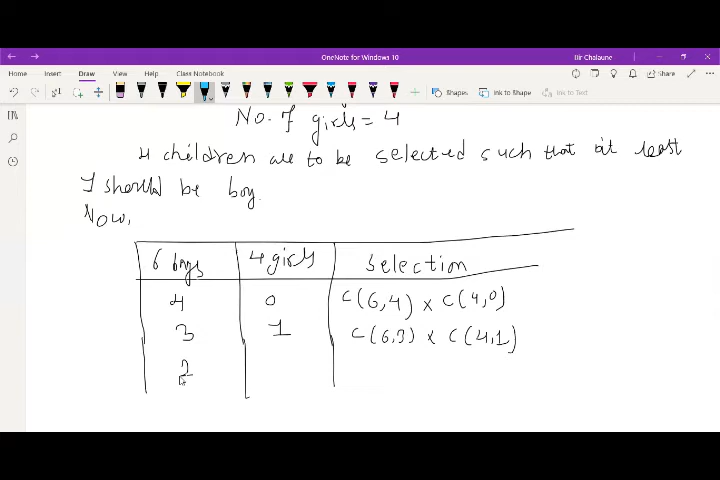 OneNote for Windows 10
Bir Chalaune
Home Insert Draw View Help Class Notebook
Share
Shapes Ink to Shape Ink to Text
No. of girls = 4
4 children are to be selected such that at least
1 should be boy.
Now,
6 boys 4 girls Selection
4 0 C(6,4) × C(4,0)
3 1 C(6,3) × C(4,1)
2